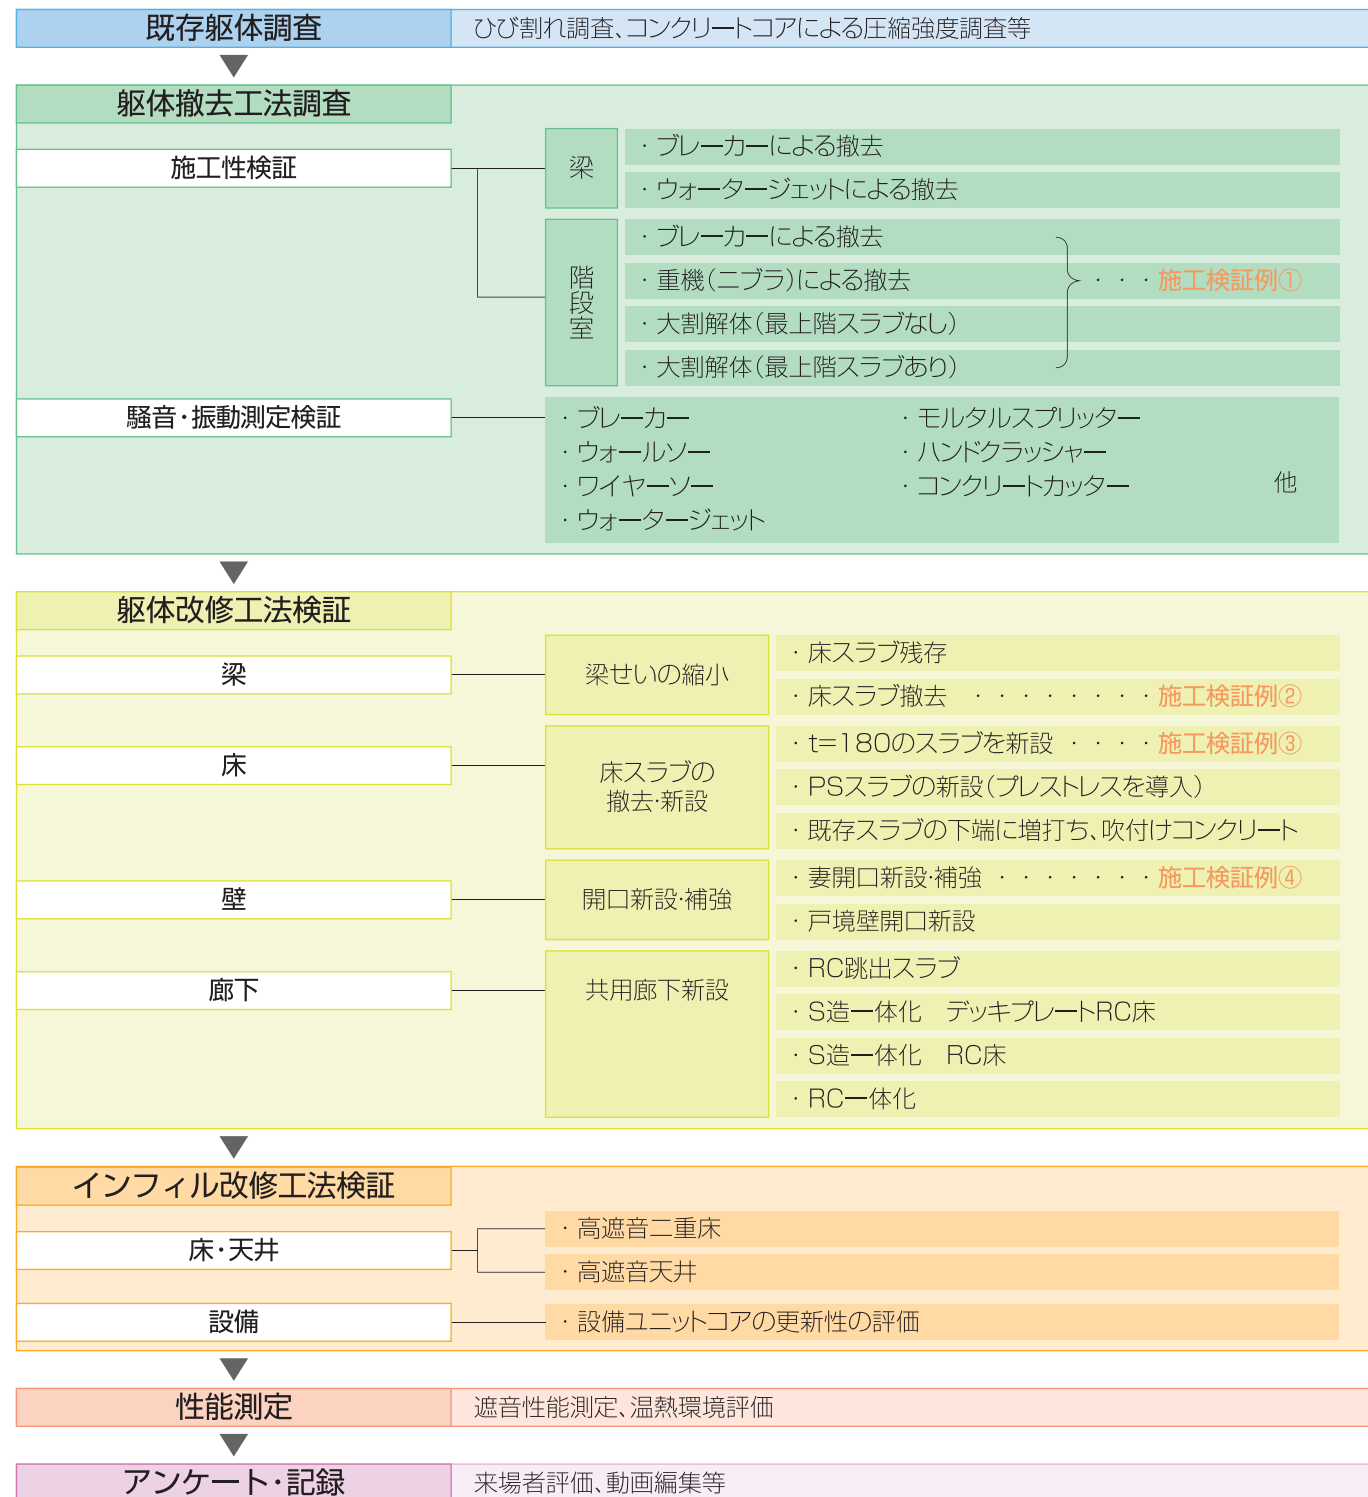 既存躯体調査 ひび割れ調査、コンクリートコアによる圧縮強度調査等
躯体撤去工法調査
施工性検証
梁
・ブレーカーによる撤去
・ウォータージェットによる撤去
階段室
・ブレーカーによる撤去
・重機（ニブラ）による撤去 ・・・施工検証例①
・大割解体（最上階スラブなし）
・大割解体（最上階スラブあり）
騒音・振動測定検証
・ブレーカー
・ウォールソー
・ワイヤーソー
・ウォータージェット
・モルタルスプリッター
・ハンドクラッシャー
・コンクリートカッター 他
躯体改修工法検証
梁
梁せいの縮小
・床スラブ残存
・床スラブ撤去 ・・・・・・・・施工検証例②
床
床スラブの
撤去・新設
・t=180のスラブを新設 ・・・・施工検証例③
・PSスラブの新設（プレストレスを導入）
・既存スラブの下端に増打ち、吹付けコンクリート
壁
開口新設・補強
・妻開口新設・補強 ・・・・・・・施工検証例④
・戸境壁開口新設
廊下
共用廊下新設
・RC跳出スラブ
・S造一体化　デッキプレートRC床
・S造一体化　RC床
・RC一体化
インフィル改修工法検証
床・天井
・高遮音二重床
・高遮音天井
設備
・設備ユニットコアの更新性の評価
性能測定 遮音性能測定、温熱環境評価
アンケート・記録 来場者評価、動画編集等